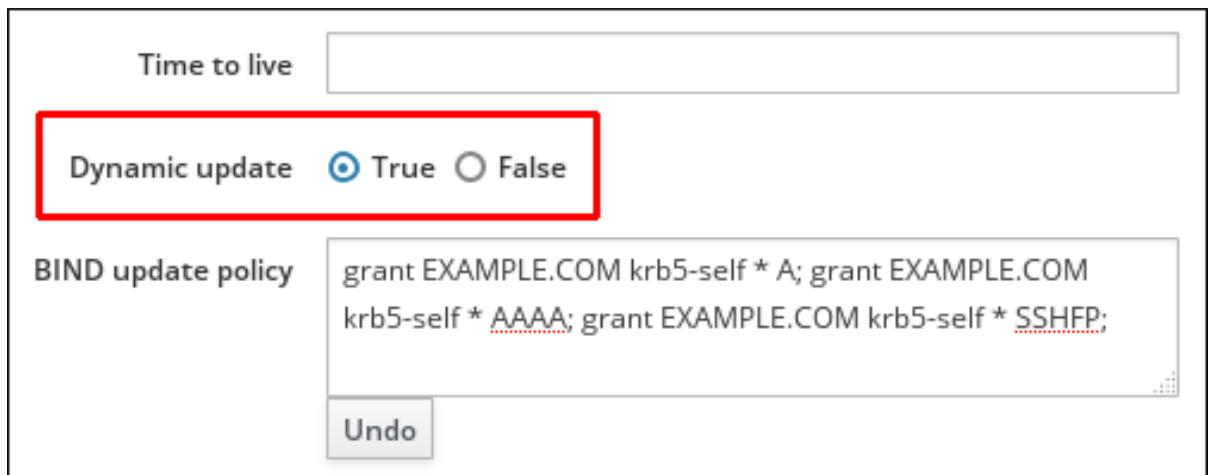 Time to live
Dynamic update True False
BIND update policy
grant EXAMPLE.COM krb5-self * A; grant EXAMPLE.COM
krb5-self * AAAA; grant EXAMPLE.COM krb5-self * SSHFP;
Undo